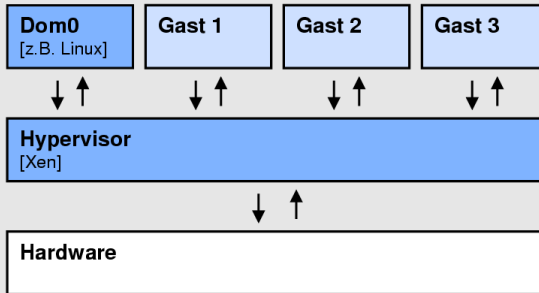 Dom0
[z.B. Linux]
Gast 1
Gast 2
Gast 3
Hypervisor
[Xen]
Hardware